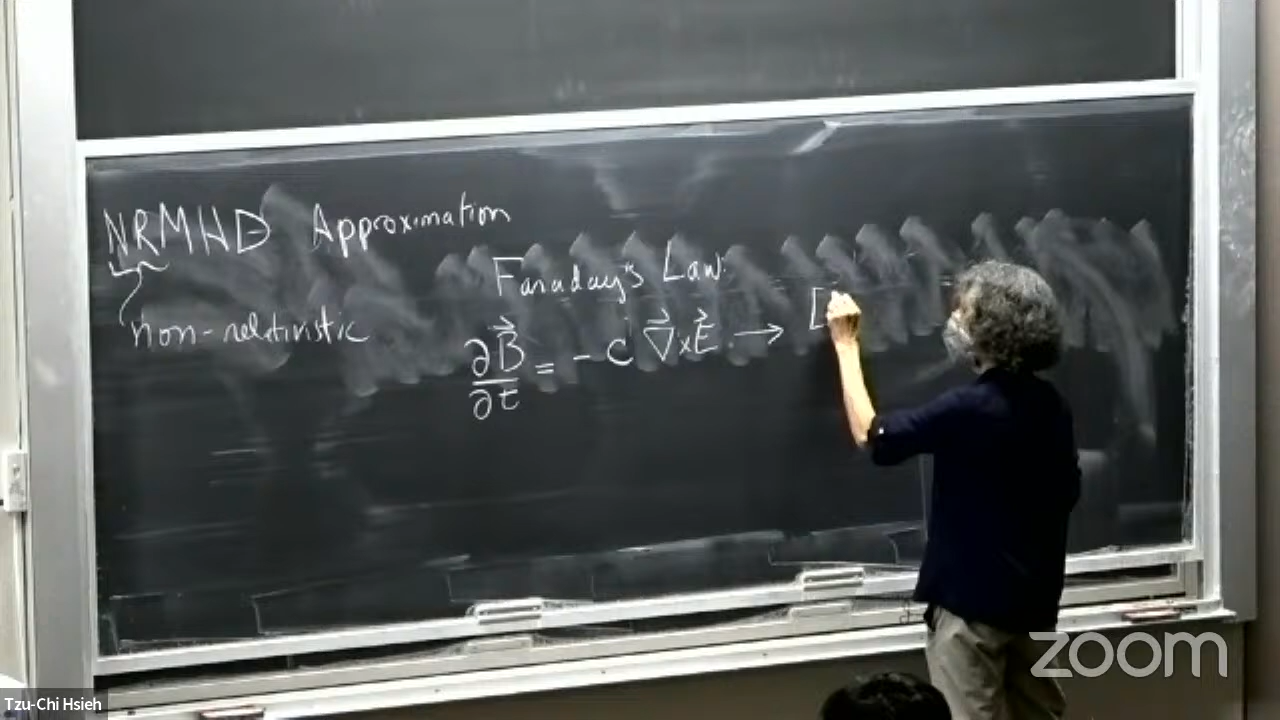 NRMHD Approximation
non-relativistic
Faraday's Law:
∂B⃗/∂t = - c ∇⃗×E⃗ → [
zoom
Tzu-Chi Hsieh